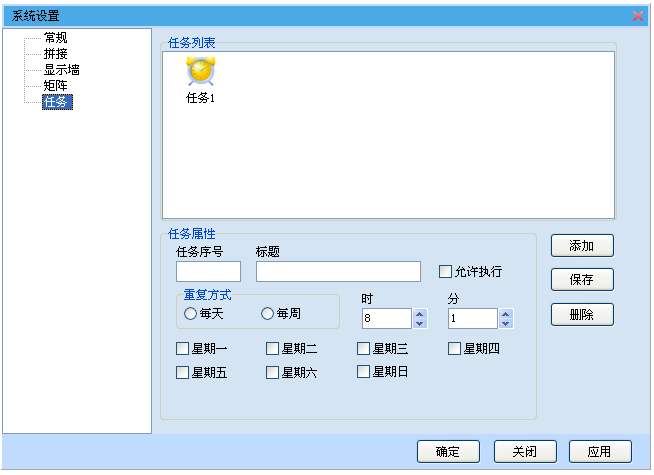 系统设置
常规
拼接
显示墙
矩阵
任务
任务列表
任务1
任务属性
任务序号 标题
允许执行
重复方式
每天 每周
时 分
8 1
星期一 星期二 星期三 星期四
星期五 星期六 星期日
添加
保存
删除
确定 关闭 应用